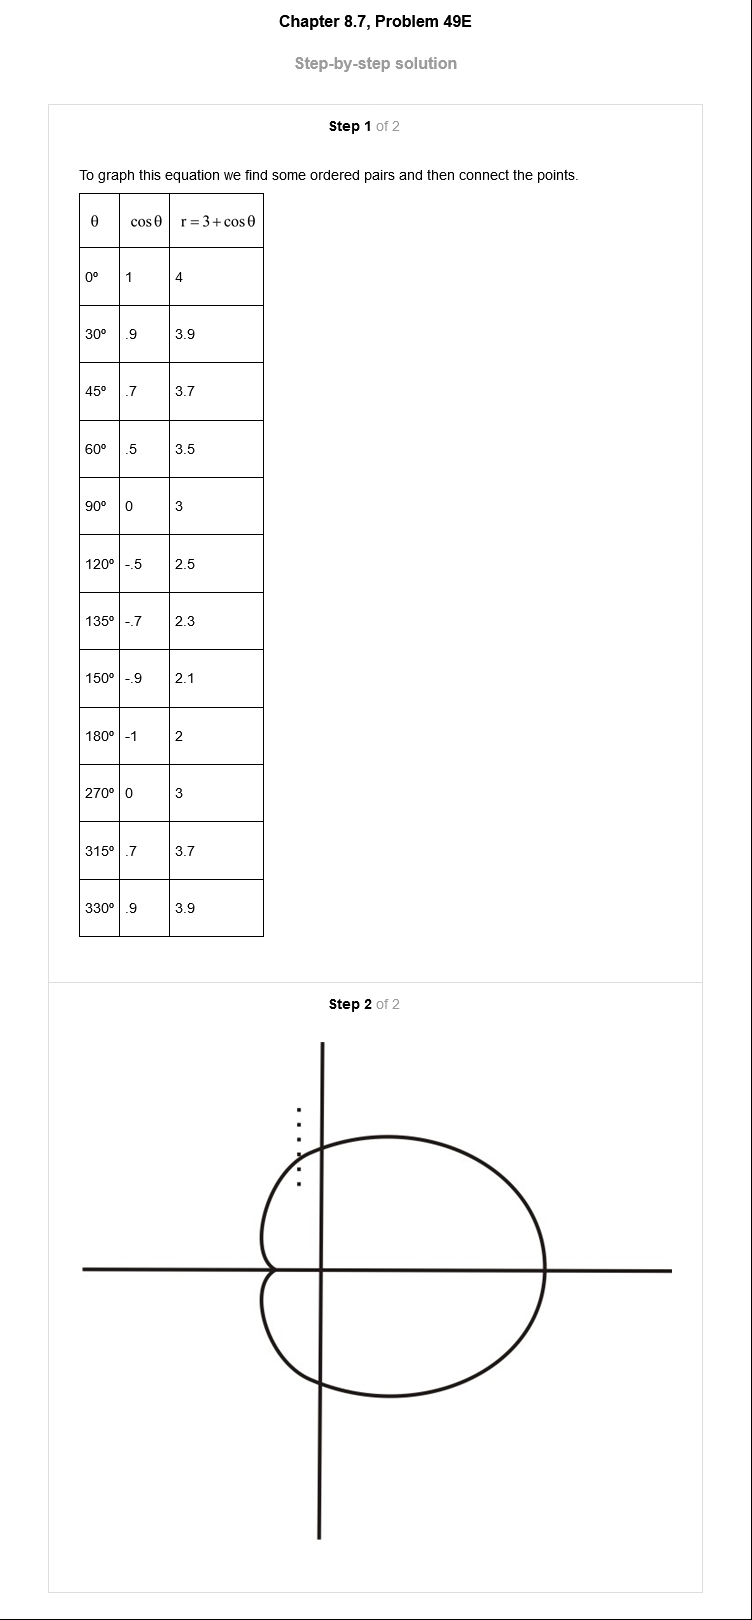 Chapter 8.7, Problem 49E
Step-by-step solution
Step 1 of 2
To graph this equation we find some ordered pairs and then connect the points.
θ cos θ r = 3 + cos θ
0º 1 4
30º .9 3.9
45º .7 3.7
60º .5 3.5
90º 0 3
120º -.5 2.5
135º -.7 2.3
150º -.9 2.1
180º -1 2
270º 0 3
315º .7 3.7
330º .9 3.9
Step 2 of 2